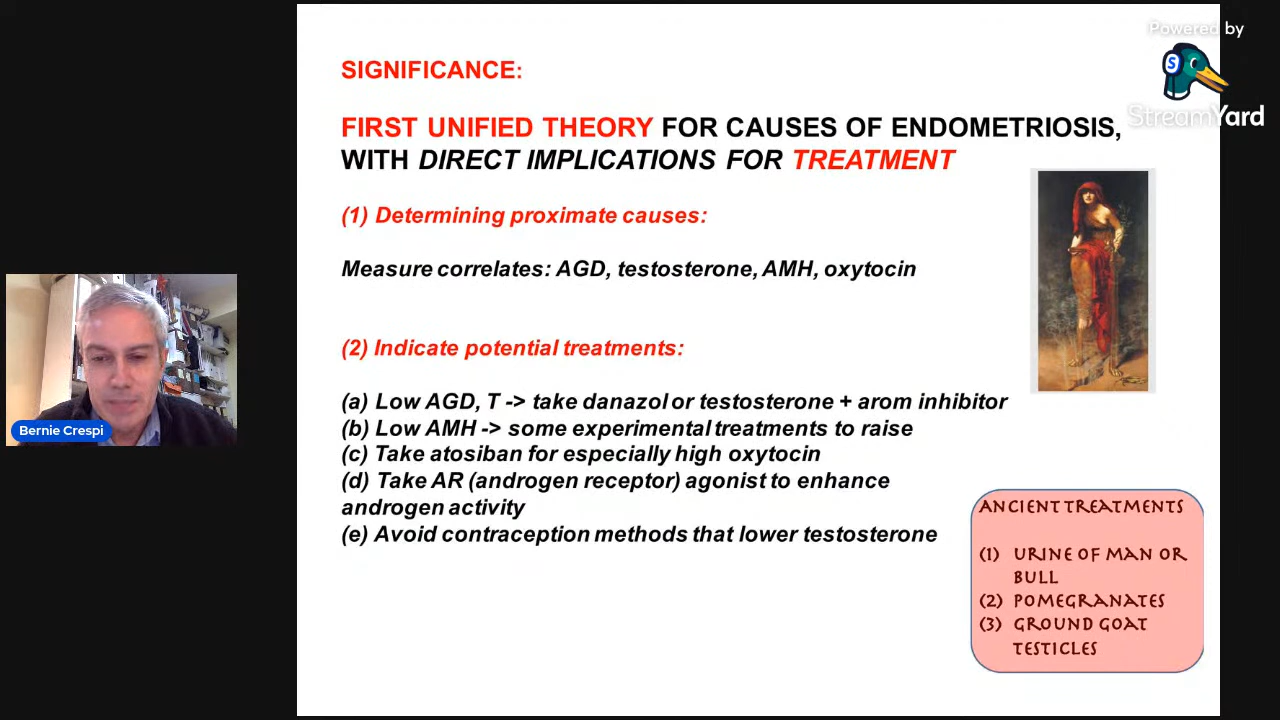 Powered by
StreamYard
SIGNIFICANCE:
FIRST UNIFIED THEORY FOR CAUSES OF ENDOMETRIOSIS,
WITH DIRECT IMPLICATIONS FOR TREATMENT
(1) Determining proximate causes:
Measure correlates: AGD, testosterone, AMH, oxytocin
(2) Indicate potential treatments:
(a) Low AGD, T -> take danazol or testosterone + arom inhibitor
(b) Low AMH -> some experimental treatments to raise
(c) Take atosiban for especially high oxytocin
(d) Take AR (androgen receptor) agonist to enhance
androgen activity
(e) Avoid contraception methods that lower testosterone
Bernie Crespi
ANCIENT TREATMENTS
(1) URINE OF MAN OR
BULL
(2) POMEGRANATES
(3) GROUND GOAT
TESTICLES